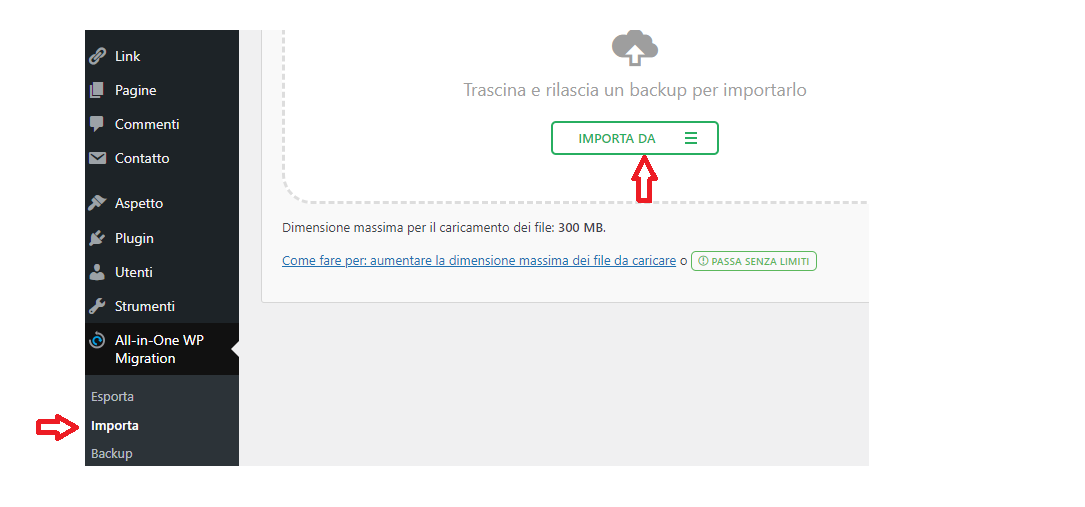 Link
Pagine
Commenti
Contatto
Aspetto
Plugin
Utenti
Strumenti
All-in-One WP
Migration
Esporta
Importa
Backup
Trascina e rilascia un backup per importarlo
IMPORTA DA
Dimensione massima per il caricamento dei file: 300 MB.
Come fare per: aumentare la dimensione massima dei file da caricare o PASSA SENZA LIMITI